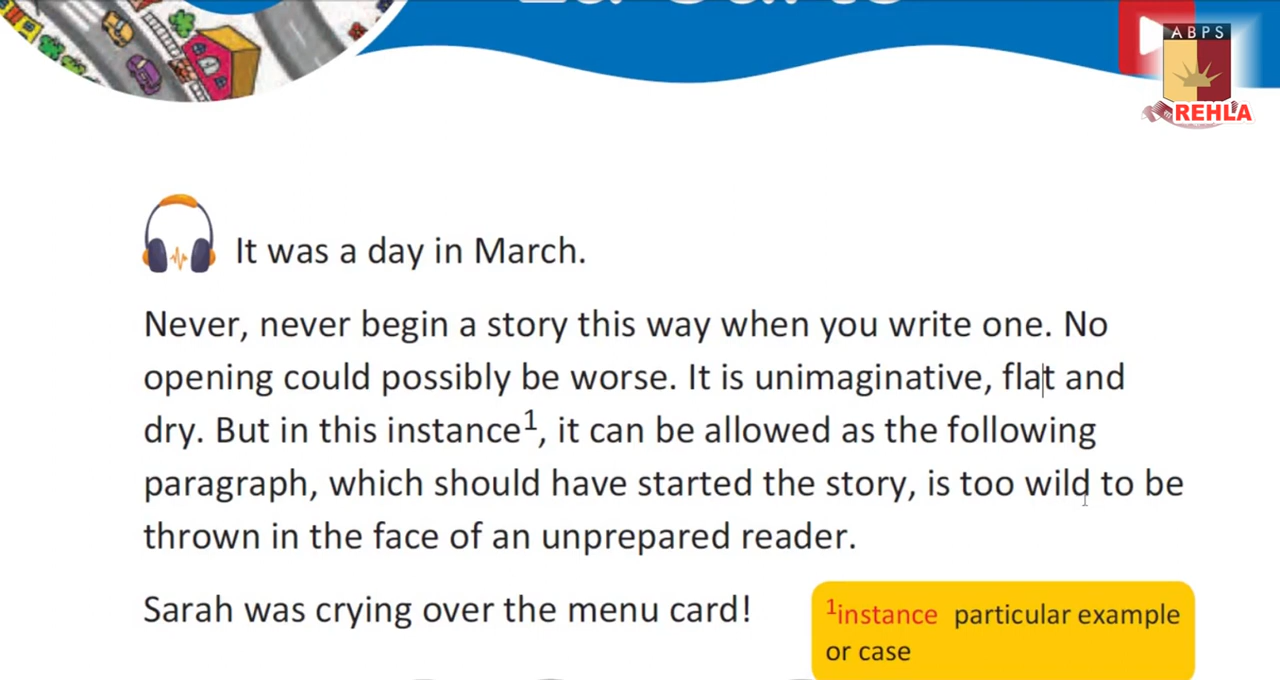 ABPS
REHLA
It was a day in March.
Never, never begin a story this way when you write one. No
opening could possibly be worse. It is unimaginative, flat and
dry. But in this instance1, it can be allowed as the following
paragraph, which should have started the story, is too wild to be
thrown in the face of an unprepared reader.
Sarah was crying over the menu card!
1instance particular example
or case